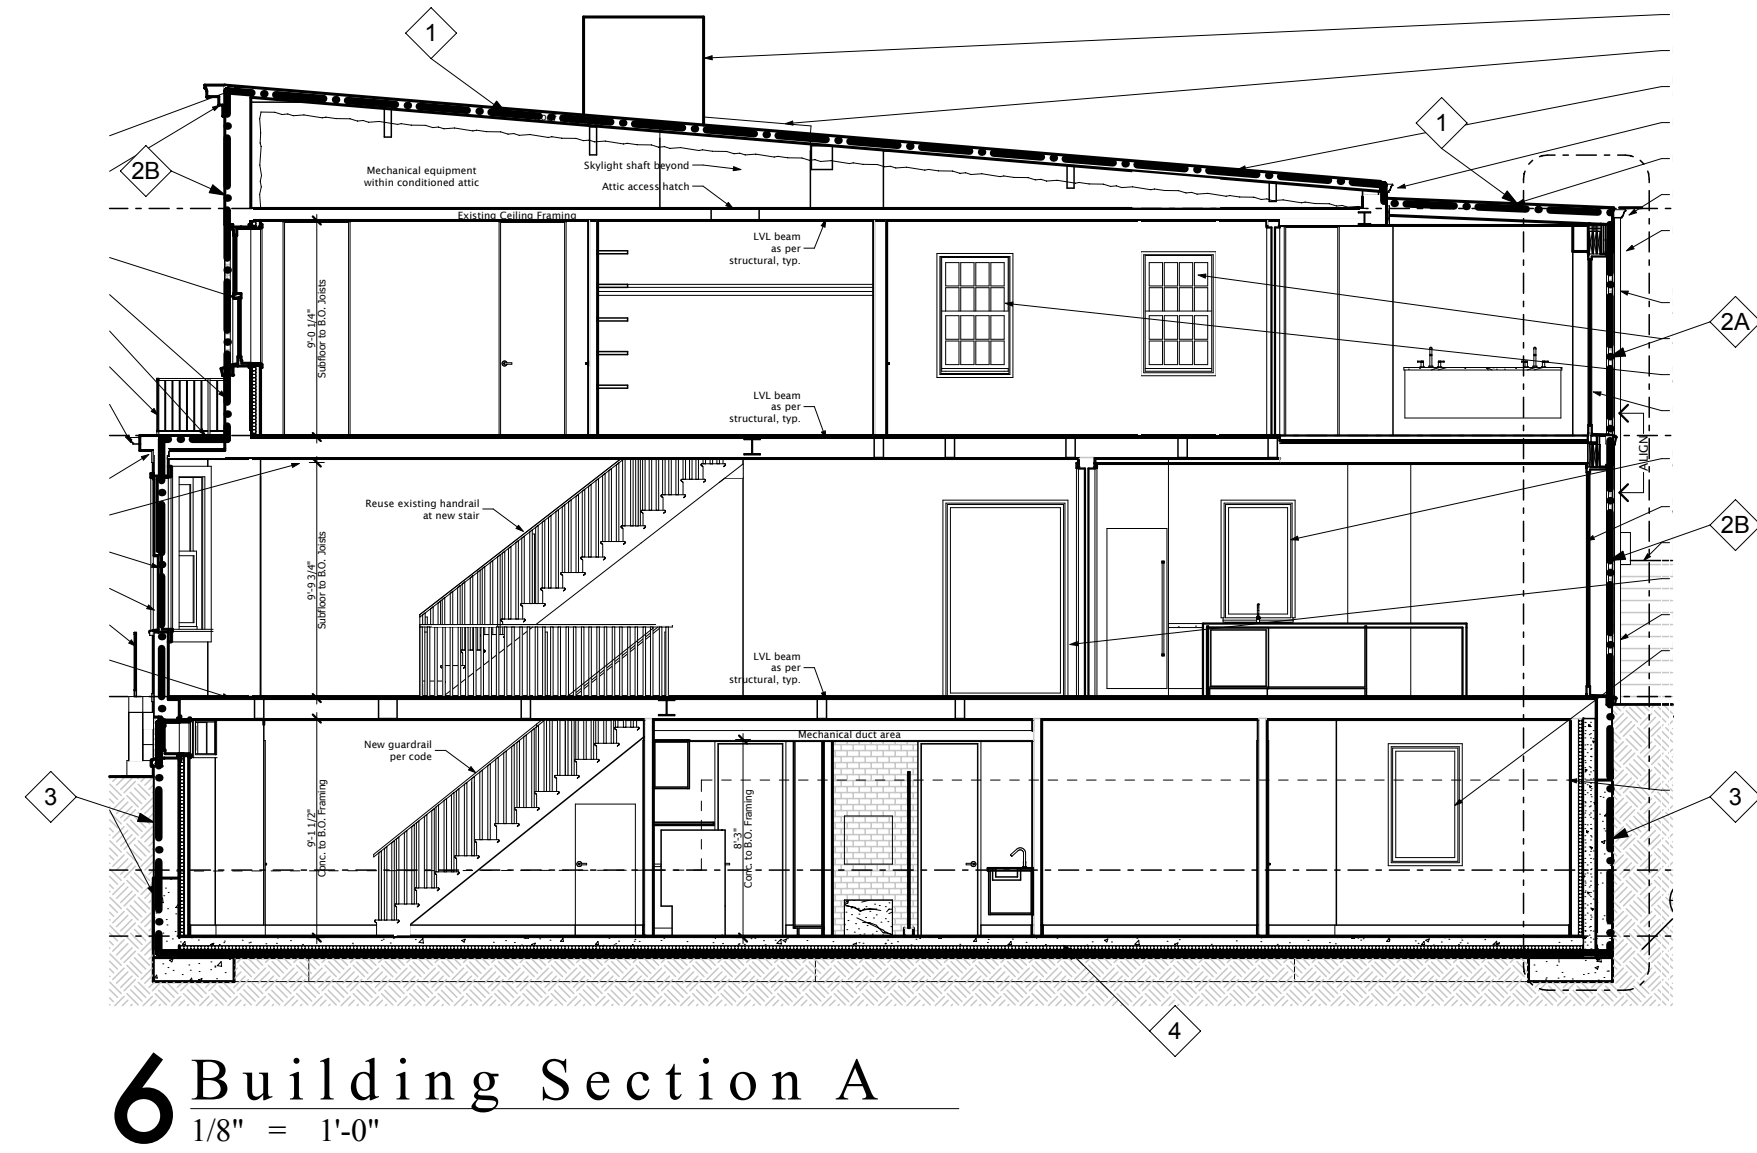 1
1
2B
Mechanical equipment
within conditioned attic
Skylight shaft beyond
Attic access hatch
Existing Ceiling Framing
LVL beam
as per
structural, typ.
9'-0 1/4"
Subfloor to B.O. Joists
2A
LVL beam
as per
structural, typ.
ALIGN
Reuse existing handrail
at new stair
2B
9'-9 3/4"
Subfloor to B.O. Joists
LVL beam
as per
structural, typ.
Mechanical duct area
New guardrail
per code
3
3
9'-1 1/2"
Conc. to B.O. Framing
8'-3"
Conc. to B.O. Framing
4
6 Building Section A
1/8" = 1'-0"